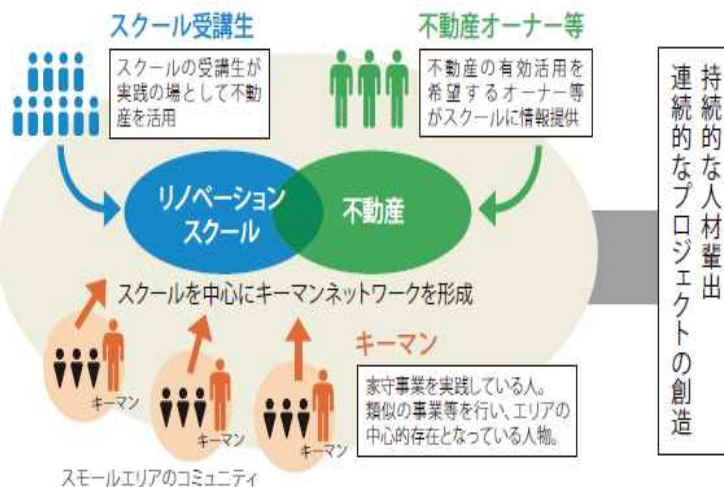 スクール受講生
スクールの受講生が
実践の場として不動
産を活用
不動産オーナー等
不動産の有効活用を
希望するオーナー等
がスクールに情報提供
リノベーション
スクール
不動産
スクールを中心にキーマンネットワークを形成
キーマン
家守事業を実践している人。
類似の事業等を行い、エリアの
中心的存在となっている人物。
キーマン
キーマン
キーマン
スモールエリアのコミュニティ
持続的な人材輩出
連続的なプロジェクトの創造